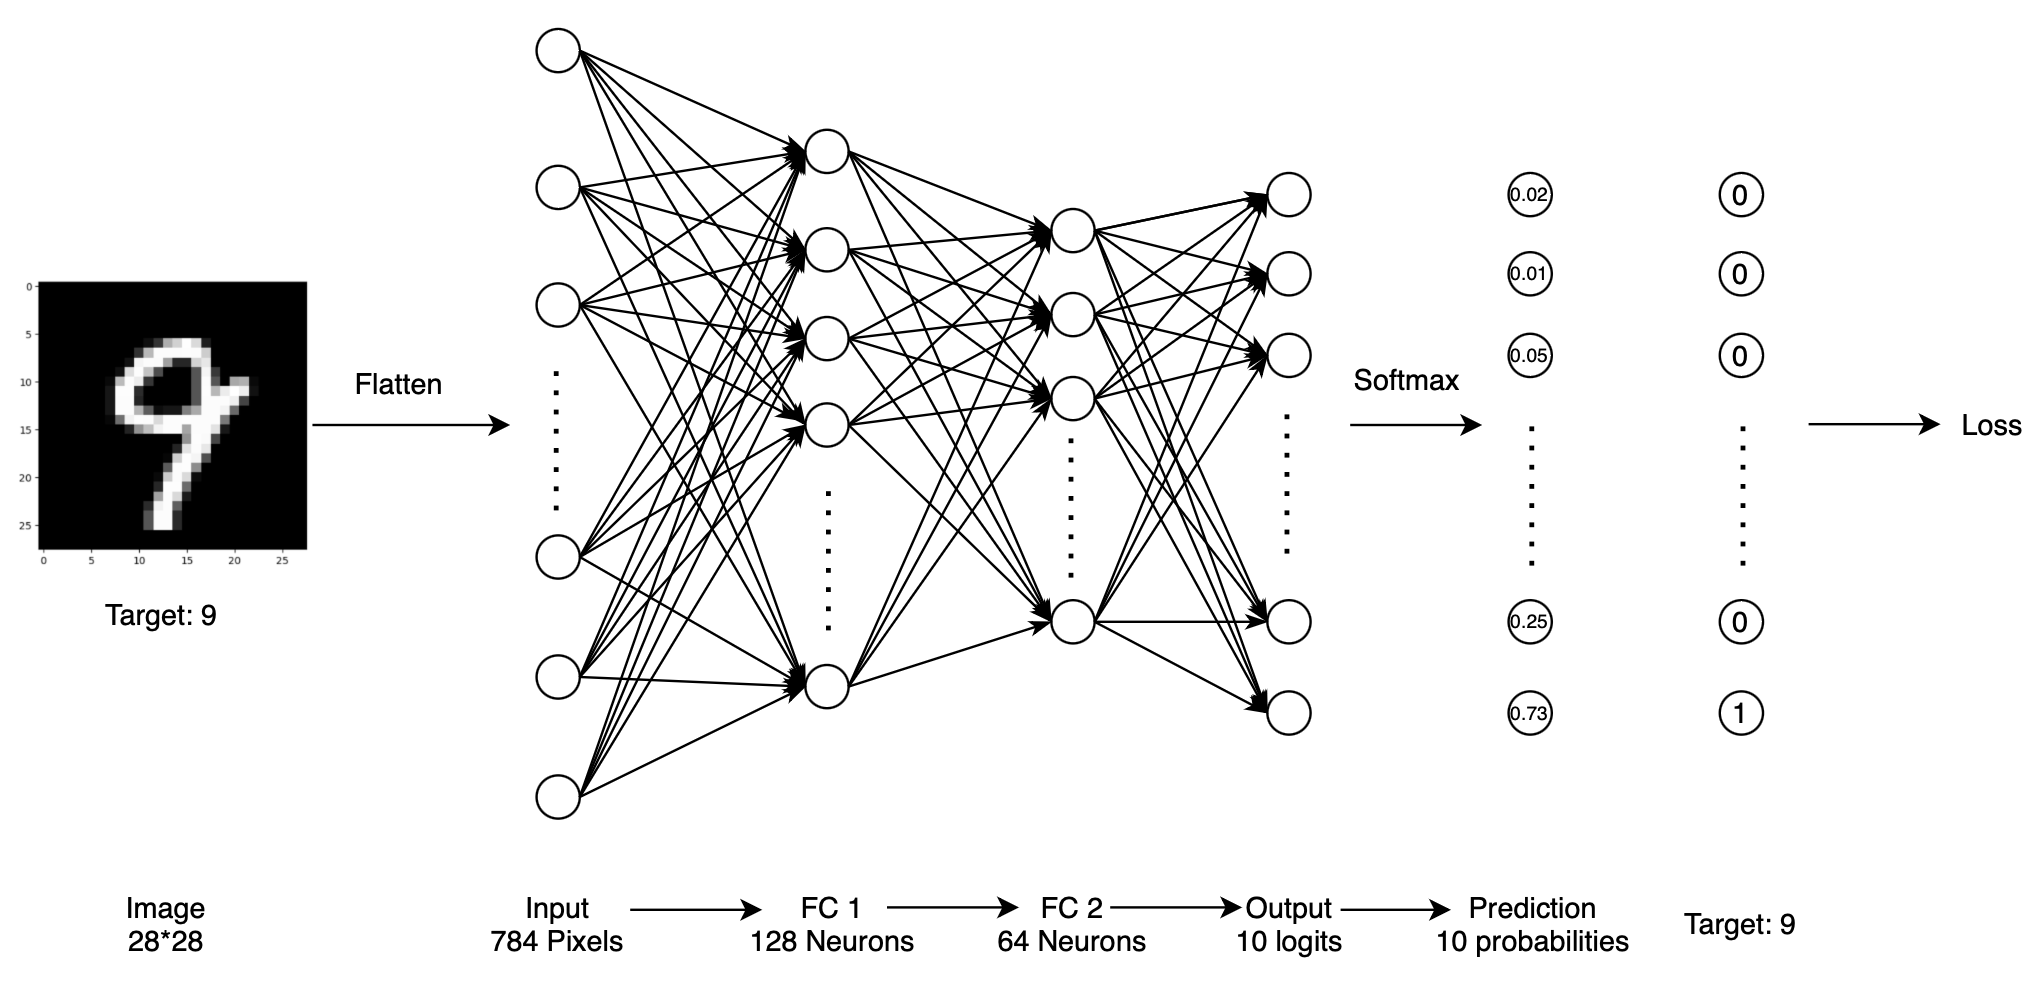 0
5
10
15
20
25
0 5 10 15 20 25
Target: 9
Flatten
Softmax
0.02 0
0.01 0
0.05 0
0.25 0
0.73 1
Loss
Image
28*28
Input
784 Pixels
FC 1
128 Neurons
FC 2
64 Neurons
Output
10 logits
Prediction
10 probabilities
Target: 9